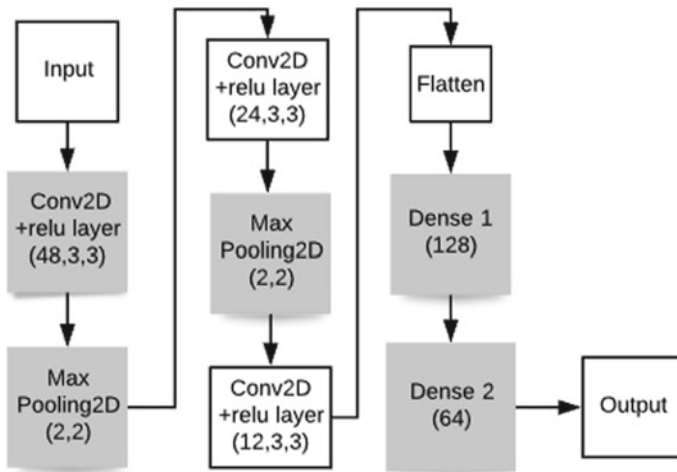 Input
Conv2D
+relu layer
(48,3,3)
Max
Pooling2D
(2,2)
Conv2D
+relu layer
(24,3,3)
Max
Pooling2D
(2,2)
Conv2D
+relu layer
(12,3,3)
Flatten
Dense 1
(128)
Dense 2
(64)
Output